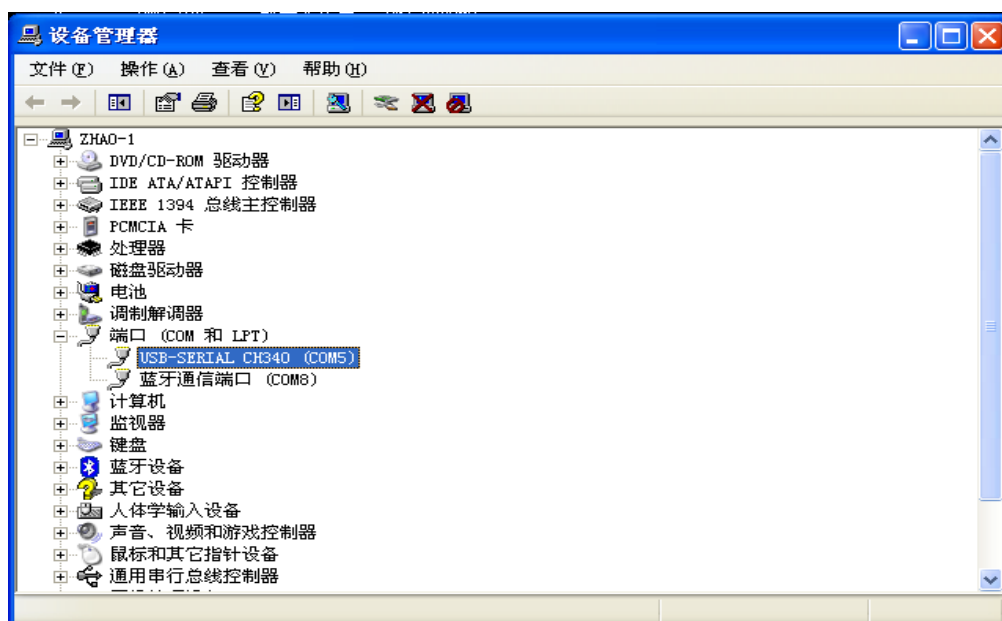 设备管理器
文件(F) 操作(A) 查看(V) 帮助(H)
ZHAO-1
DVD/CD-ROM 驱动器
IDE ATA/ATAPI 控制器
IEEE 1394 总线主控制器
PCMCIA 卡
处理器
磁盘驱动器
电池
调制解调器
端口 (COM 和 LPT)
USB-SERIAL CH340 (COM5)
蓝牙通信端口 (COM8)
计算机
监视器
键盘
蓝牙设备
其它设备
人体学输入设备
声音、视频和游戏控制器
鼠标和其它指针设备
通用串行总线控制器